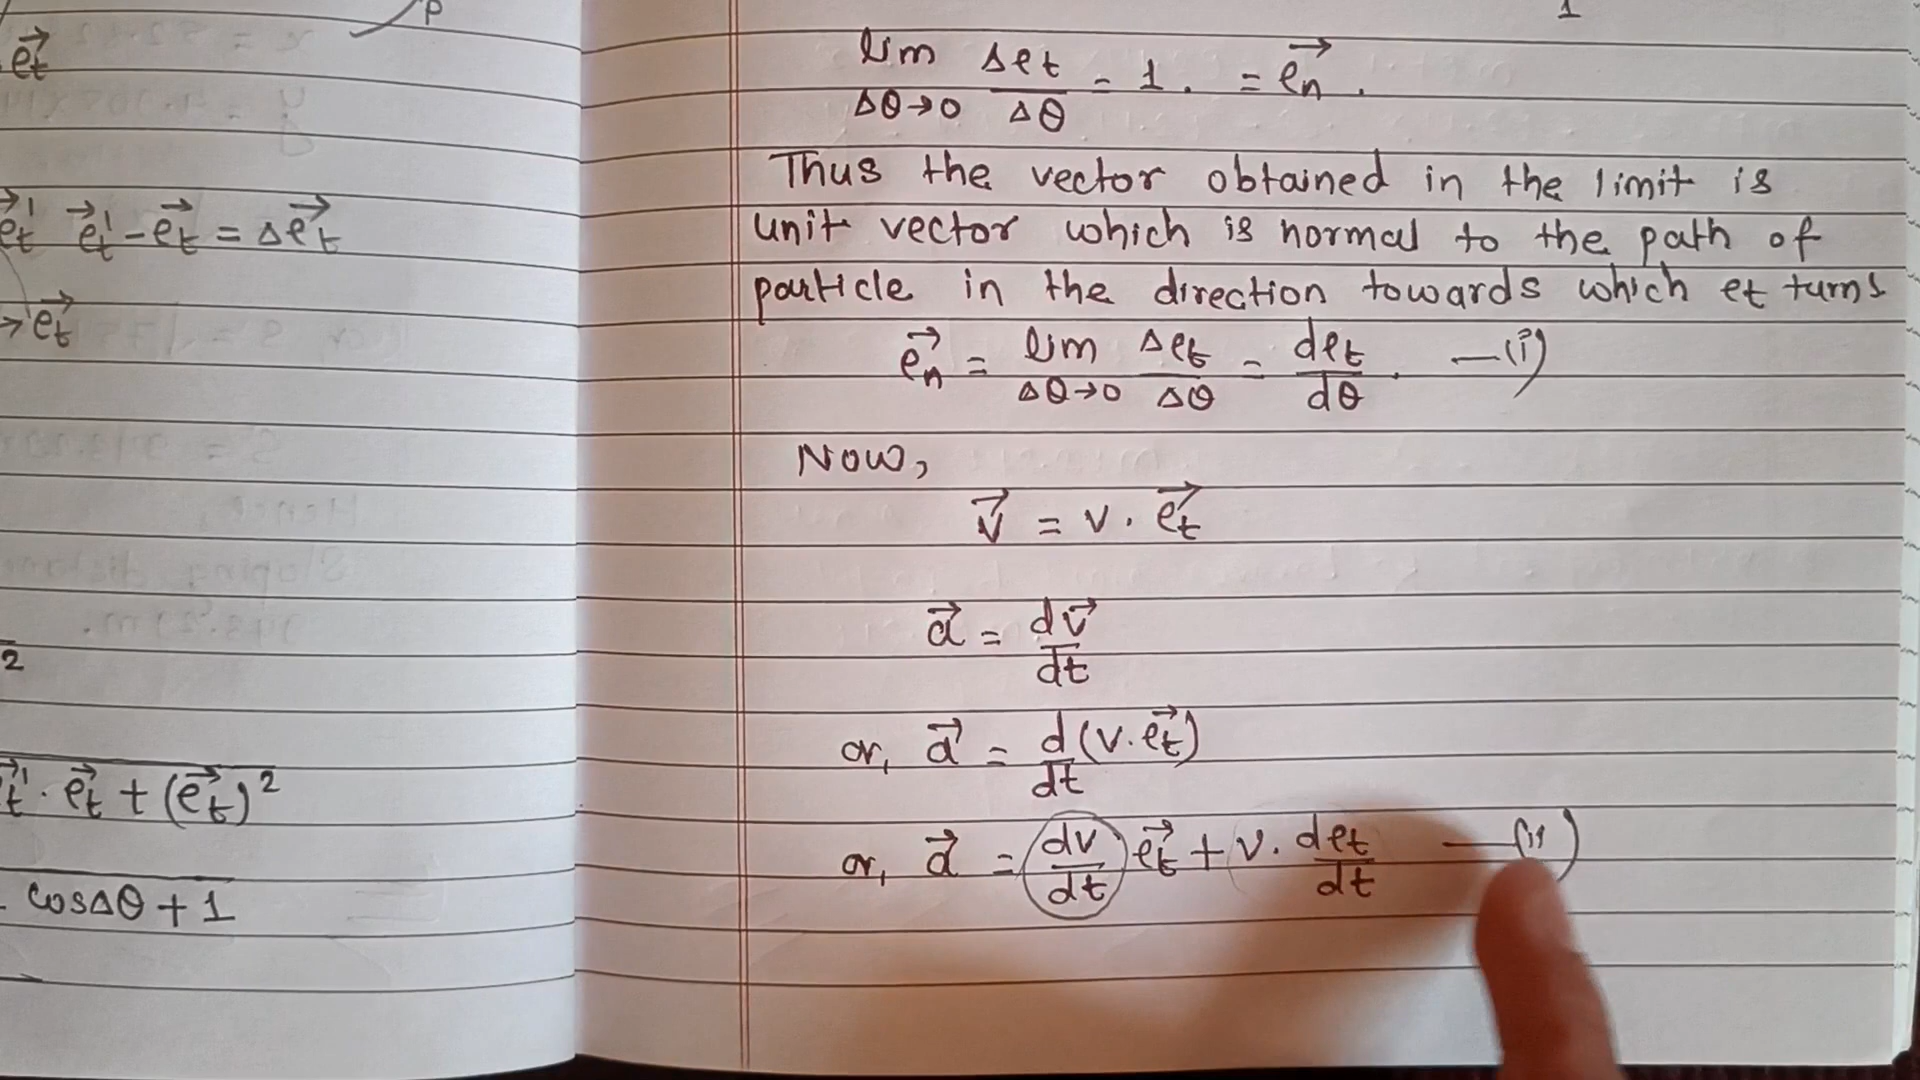 P
→et
→et' →et' - →et = Δ→et
→et
2
→t' · →et + (→et)²
cosΔθ + 1
1
lim Δet / Δθ = 1. = →en .
Δθ→0
Thus the vector obtained in the limit is
unit vector which is normal to the path of
particle in the direction towards which et turns
→en = lim Δθ→0 Δet / Δθ = det / dθ . —(i)
Now,
→v = v · →et
→a = d→v / dt
or, →a = d(v·→et) / dt
or, →a = (dv / dt) →et + v · det / dt —(ii)